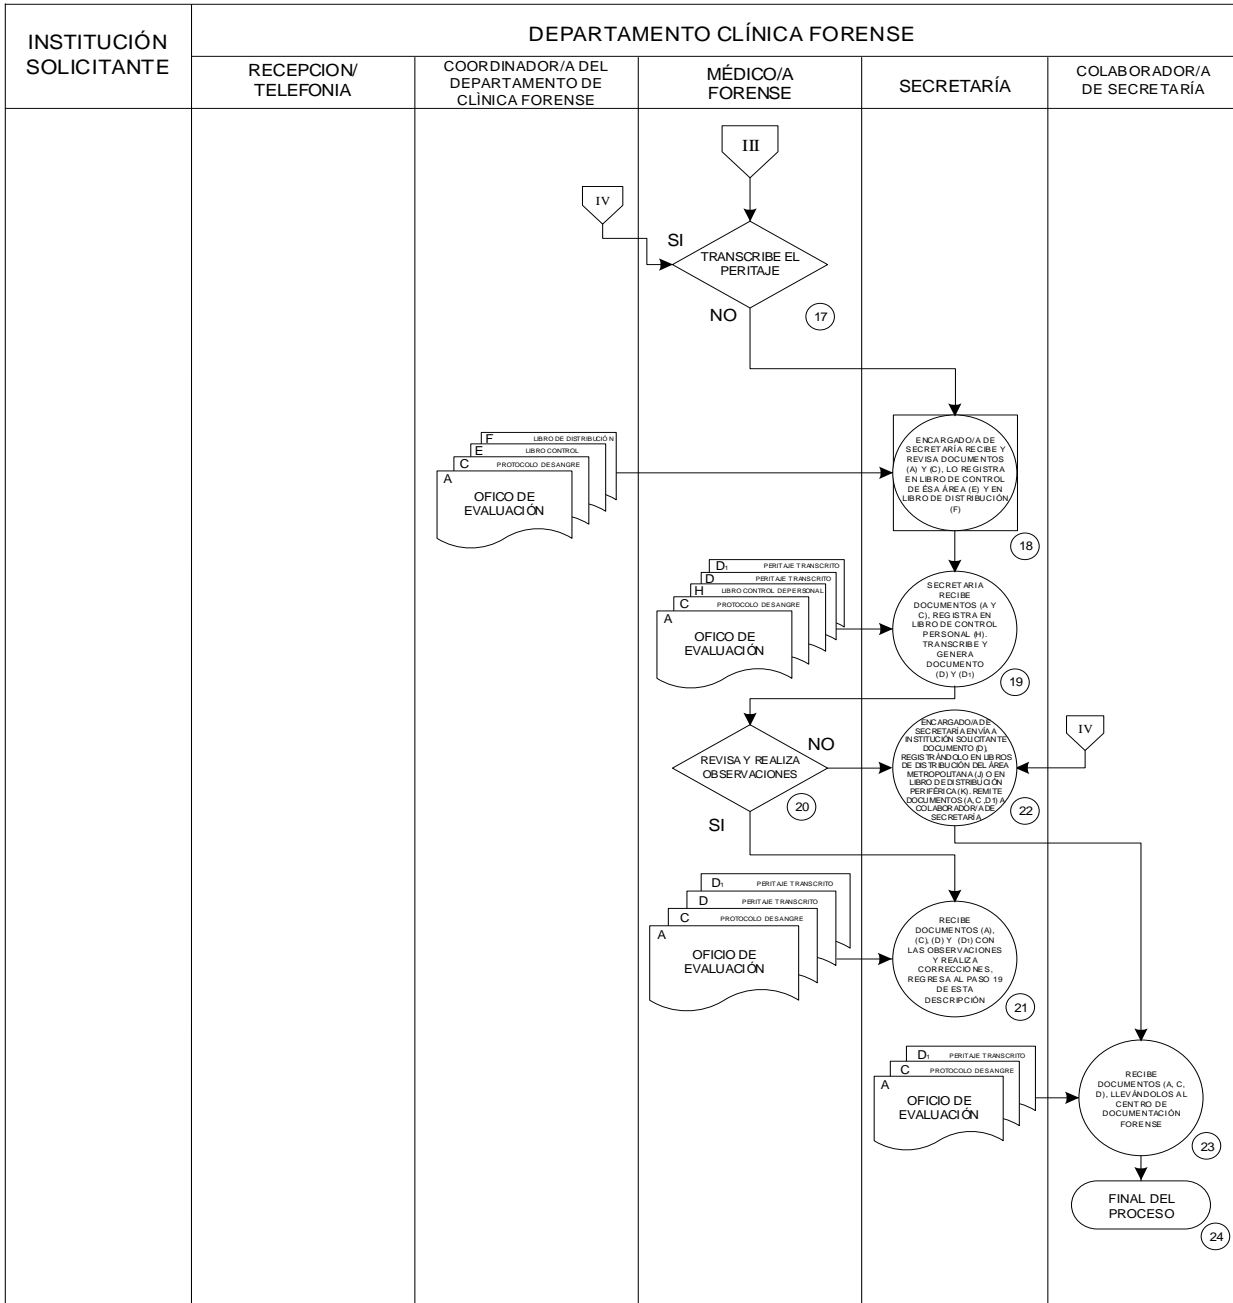 INSTITUCIÓN
SOLICITANTE
DEPARTAMENTO CLÍNICA FORENSE
RECEPCION/
TELEFONIA
COORDINADOR/A DEL
DEPARTAMENTO DE
CLÌNICA FORENSE
MÉDICO/A
FORENSE
SECRETARÍA
COLABORADOR/A
DE SECRETARÍA
III
IV
SI
TRANSCRIBE EL
PERITAJE
NO
17
F LIBRO DE DISTRIBUCIÓN
E LIBRO CONTROL
C PROTOCOLO DE SANGRE
A
OFICO DE
EVALUACIÓN
ENCARGADO/A DE
SECRETARÍA RECIBE Y
REVISA DOCUMENTOS
(A) Y (C), LO REGISTRA
EN LIBRO DE CONTROL
DE ÉSA ÁREA (E) Y EN
LIBRO DE DISTRIBUCIÓN
(F)
18
D1 PERITAJE TRANSCRITO
D PERITAJE TRANSCRITO
H LIBRO CONTROL DE PERSONAL
C PROTOCOLO DE SANGRE
A
OFICO DE
EVALUACIÓN
SECRETARIA
RECIBE
DOCUMENTOS (A Y
C), REGISTRA EN
LIBRO DE CONTROL
PERSONAL (H).
TRANSCRIBE Y
GENERA
DOCUMENTO
(D) Y (D1)
19
REVISA Y REALIZA
OBSERVACIONES
NO
20
SI
ENCARGADO/A DE
SECRETARÍA ENVÍA A
INSTITUCIÓN SOLICITANTE
DOCUMENTO (D),
REGISTRÁNDOLO EN LIBROS
DE DISTRIBUCIÓN DEL ÁREA
METROPOLITANA (J) O EN
LIBRO DE DISTRIBUCIÓN
PERIFÉRICA (K). REMITE
DOCUMENTOS (A, C ,D1) A
COLABORADOR/A DE
SECRETARÍA
22
IV
D1 PERITAJE TRANSCRITO
D PERITAJE TRANSCRITO
C PROTOCOLO DE SANGRE
A
OFICIO DE
EVALUACIÓN
RECIBE
DOCUMENTOS (A),
(C), (D) Y (D1) CON
LAS OBSERVACIONES
Y REALIZA
CORRECCIONES,
REGRESA AL PASO 19
DE ESTA
DESCRIPCIÓN
21
D1 PERITAJE TRANSCRITO
C PROTOCOLO DE SANGRE
A
OFICIO DE
EVALUACIÓN
RECIBE
DOCUMENTOS (A, C,
D), LLEVÁNDOLOS AL
CENTRO DE
DOCUMENTACIÓN
FORENSE
23
FINAL DEL
PROCESO
24